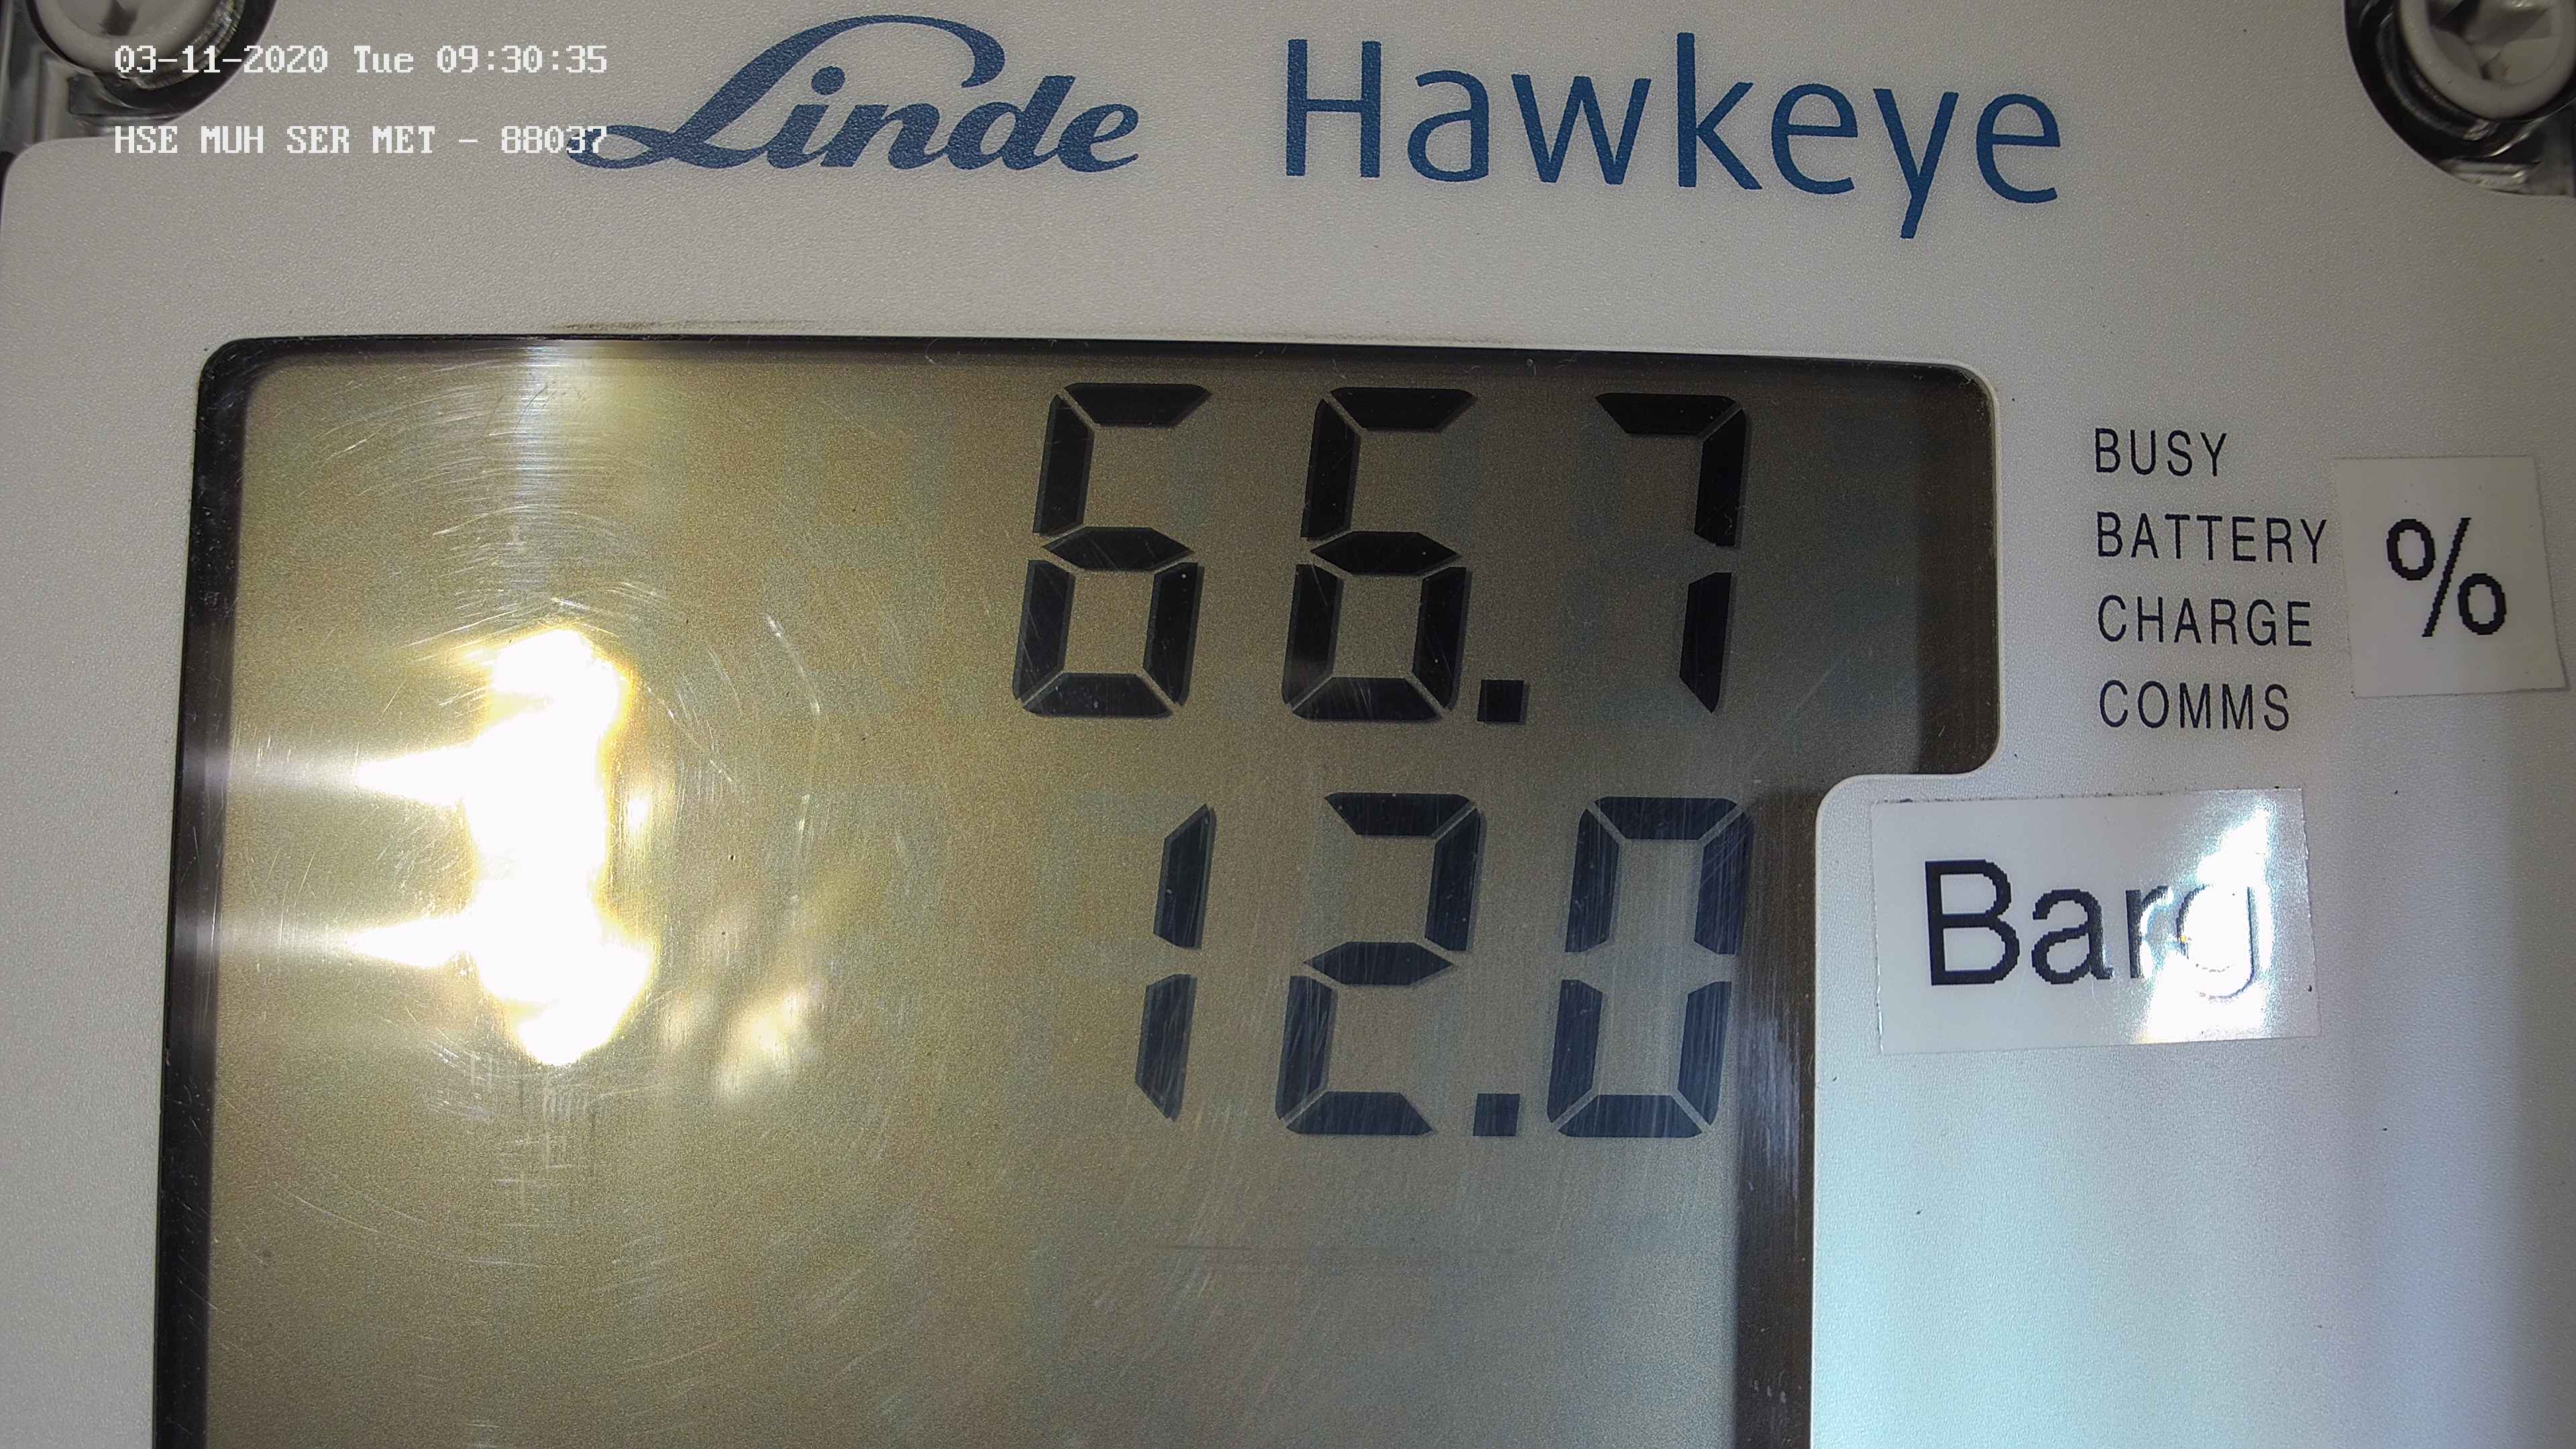 03-11-2020 Tue 09:30:35
HSE MUH SER MET - 88037
Linde Hawkeye
66.7
BUSY
BATTERY
CHARGE
COMMS
%
12.0
Barg